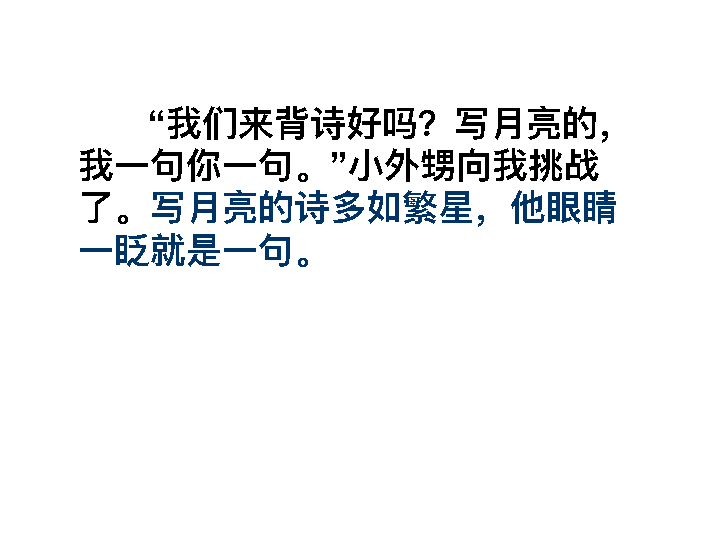 “我们来背诗好吗？写月亮的，
我一句你一句。”小外甥向我挑战
了。写月亮的诗多如繁星，他眼睛
一眨就是一句。